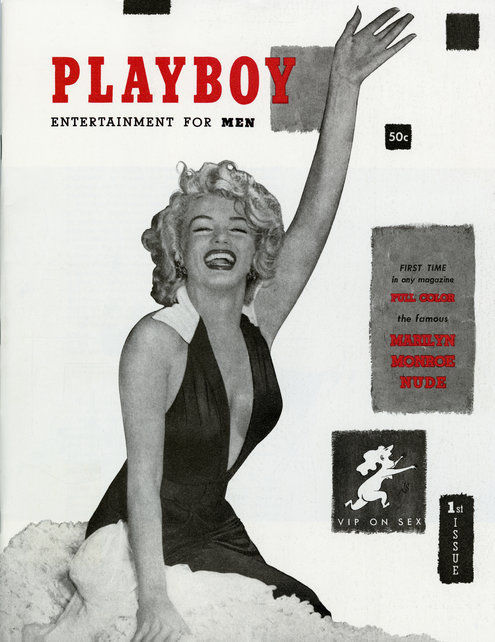 PLAYBOY
ENTERTAINMENT FOR MEN
50c
FIRST TIME
in any magazine
FULL COLOR
the famous
MARILYN
MONROE
NUDE
VIP ON SEX
1st
ISSUE